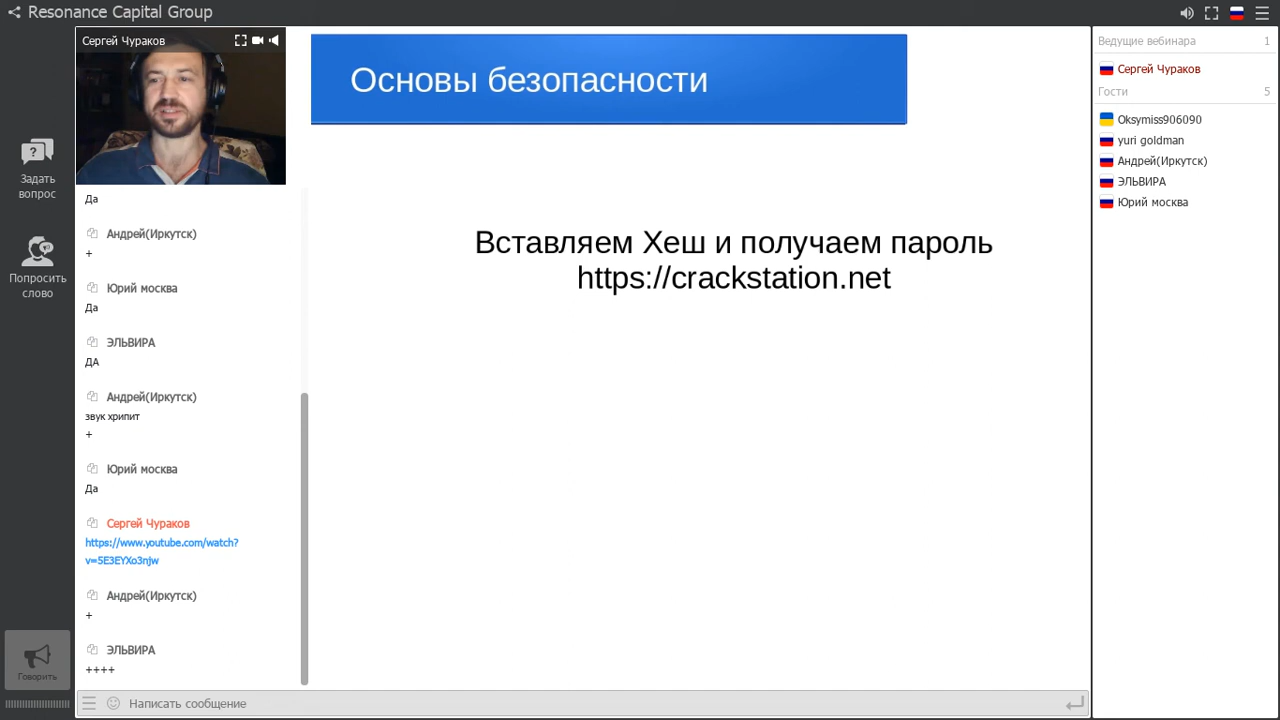 Resonance Capital Group
Сергей Чураков
Задать
вопрос
Попросить
слово
Говорить
Да
Андрей(Иркутск)
+
Юрий москва
Да
ЭЛЬВИРА
ДА
Андрей(Иркутск)
звук хрипит
+
Юрий москва
Да
Сергей Чураков
https://www.youtube.com/watch?
v=5E3EYXo3njw
Андрей(Иркутск)
+
ЭЛЬВИРА
++++
Написать сообщение
Основы безопасности
Вставляем Хеш и получаем пароль
https://crackstation.net
Ведущие вебинара 1
Сергей Чураков
Гости 5
Oksymiss906090
yuri goldman
Андрей(Иркутск)
ЭЛЬВИРА
Юрий москва